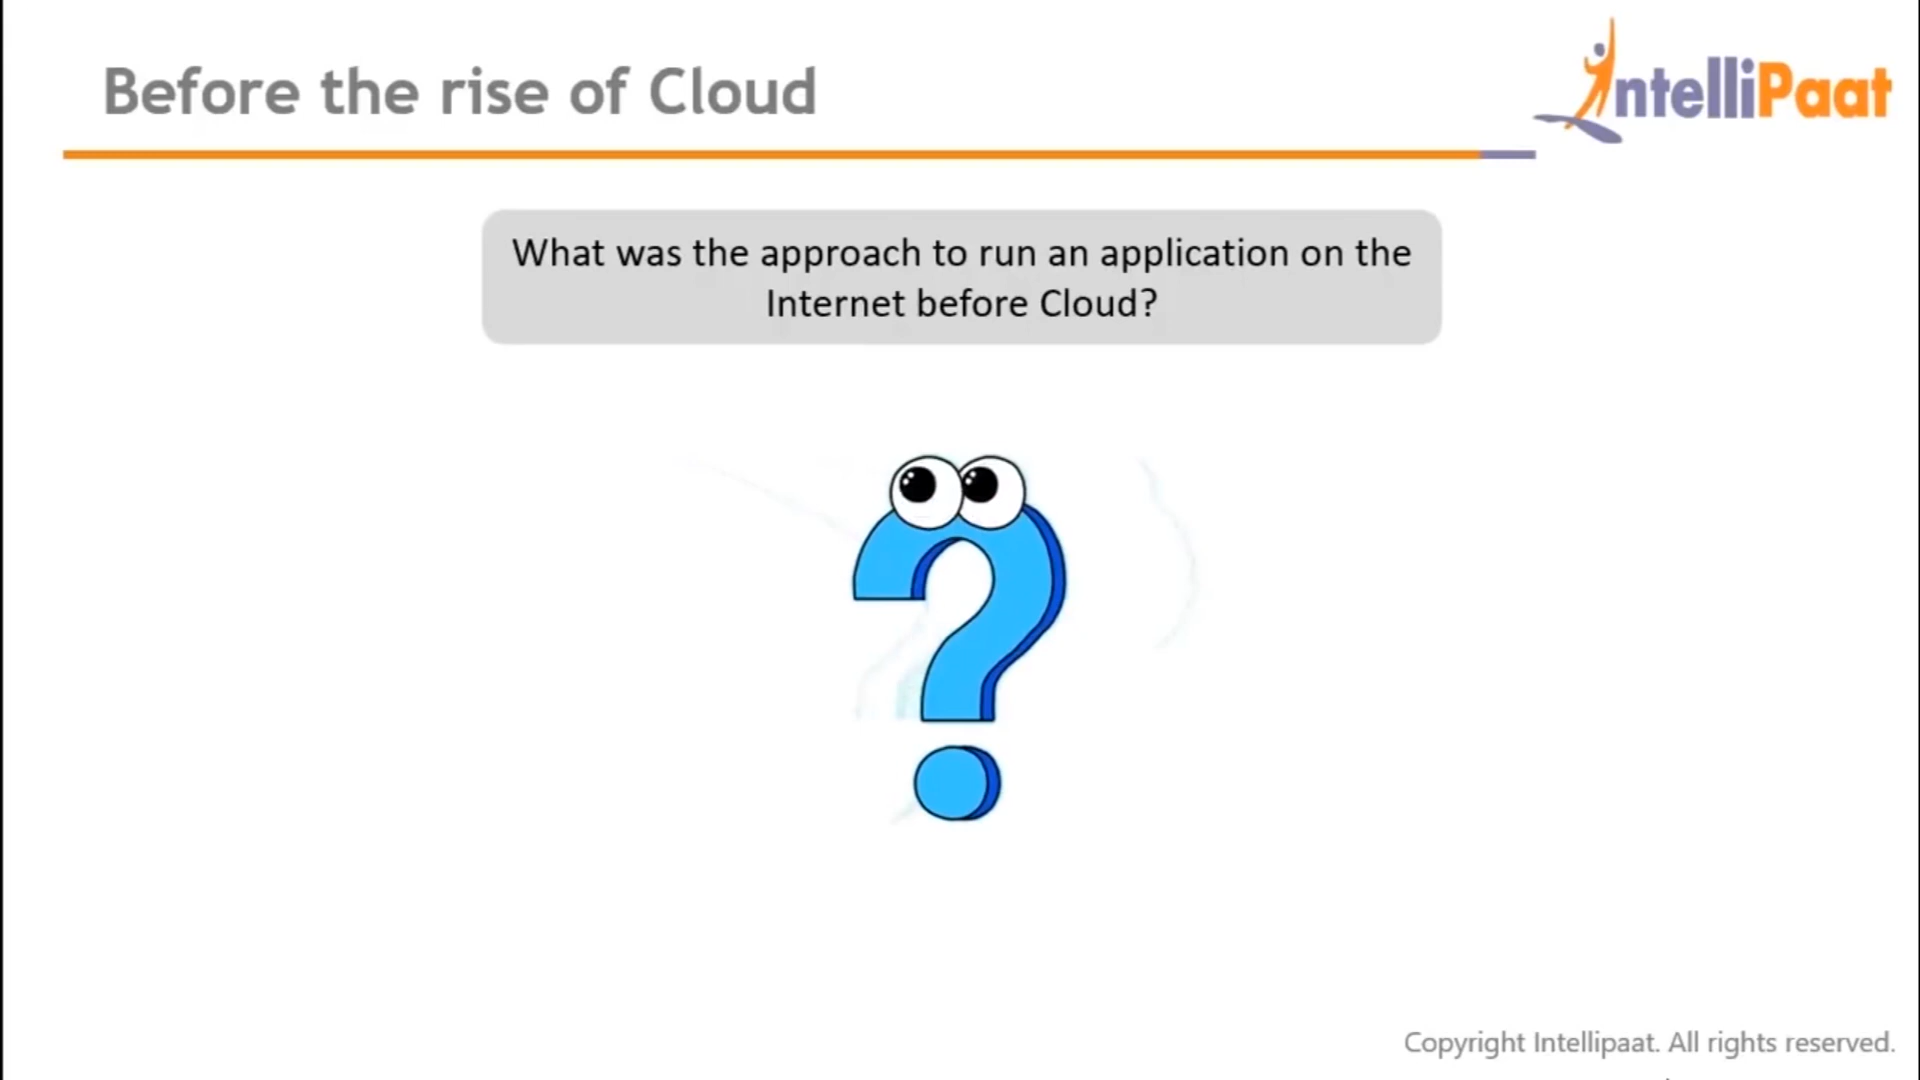 Before the rise of Cloud
IntelliPaat
What was the approach to run an application on the
Internet before Cloud?
Copyright Intellipaat. All rights reserved.